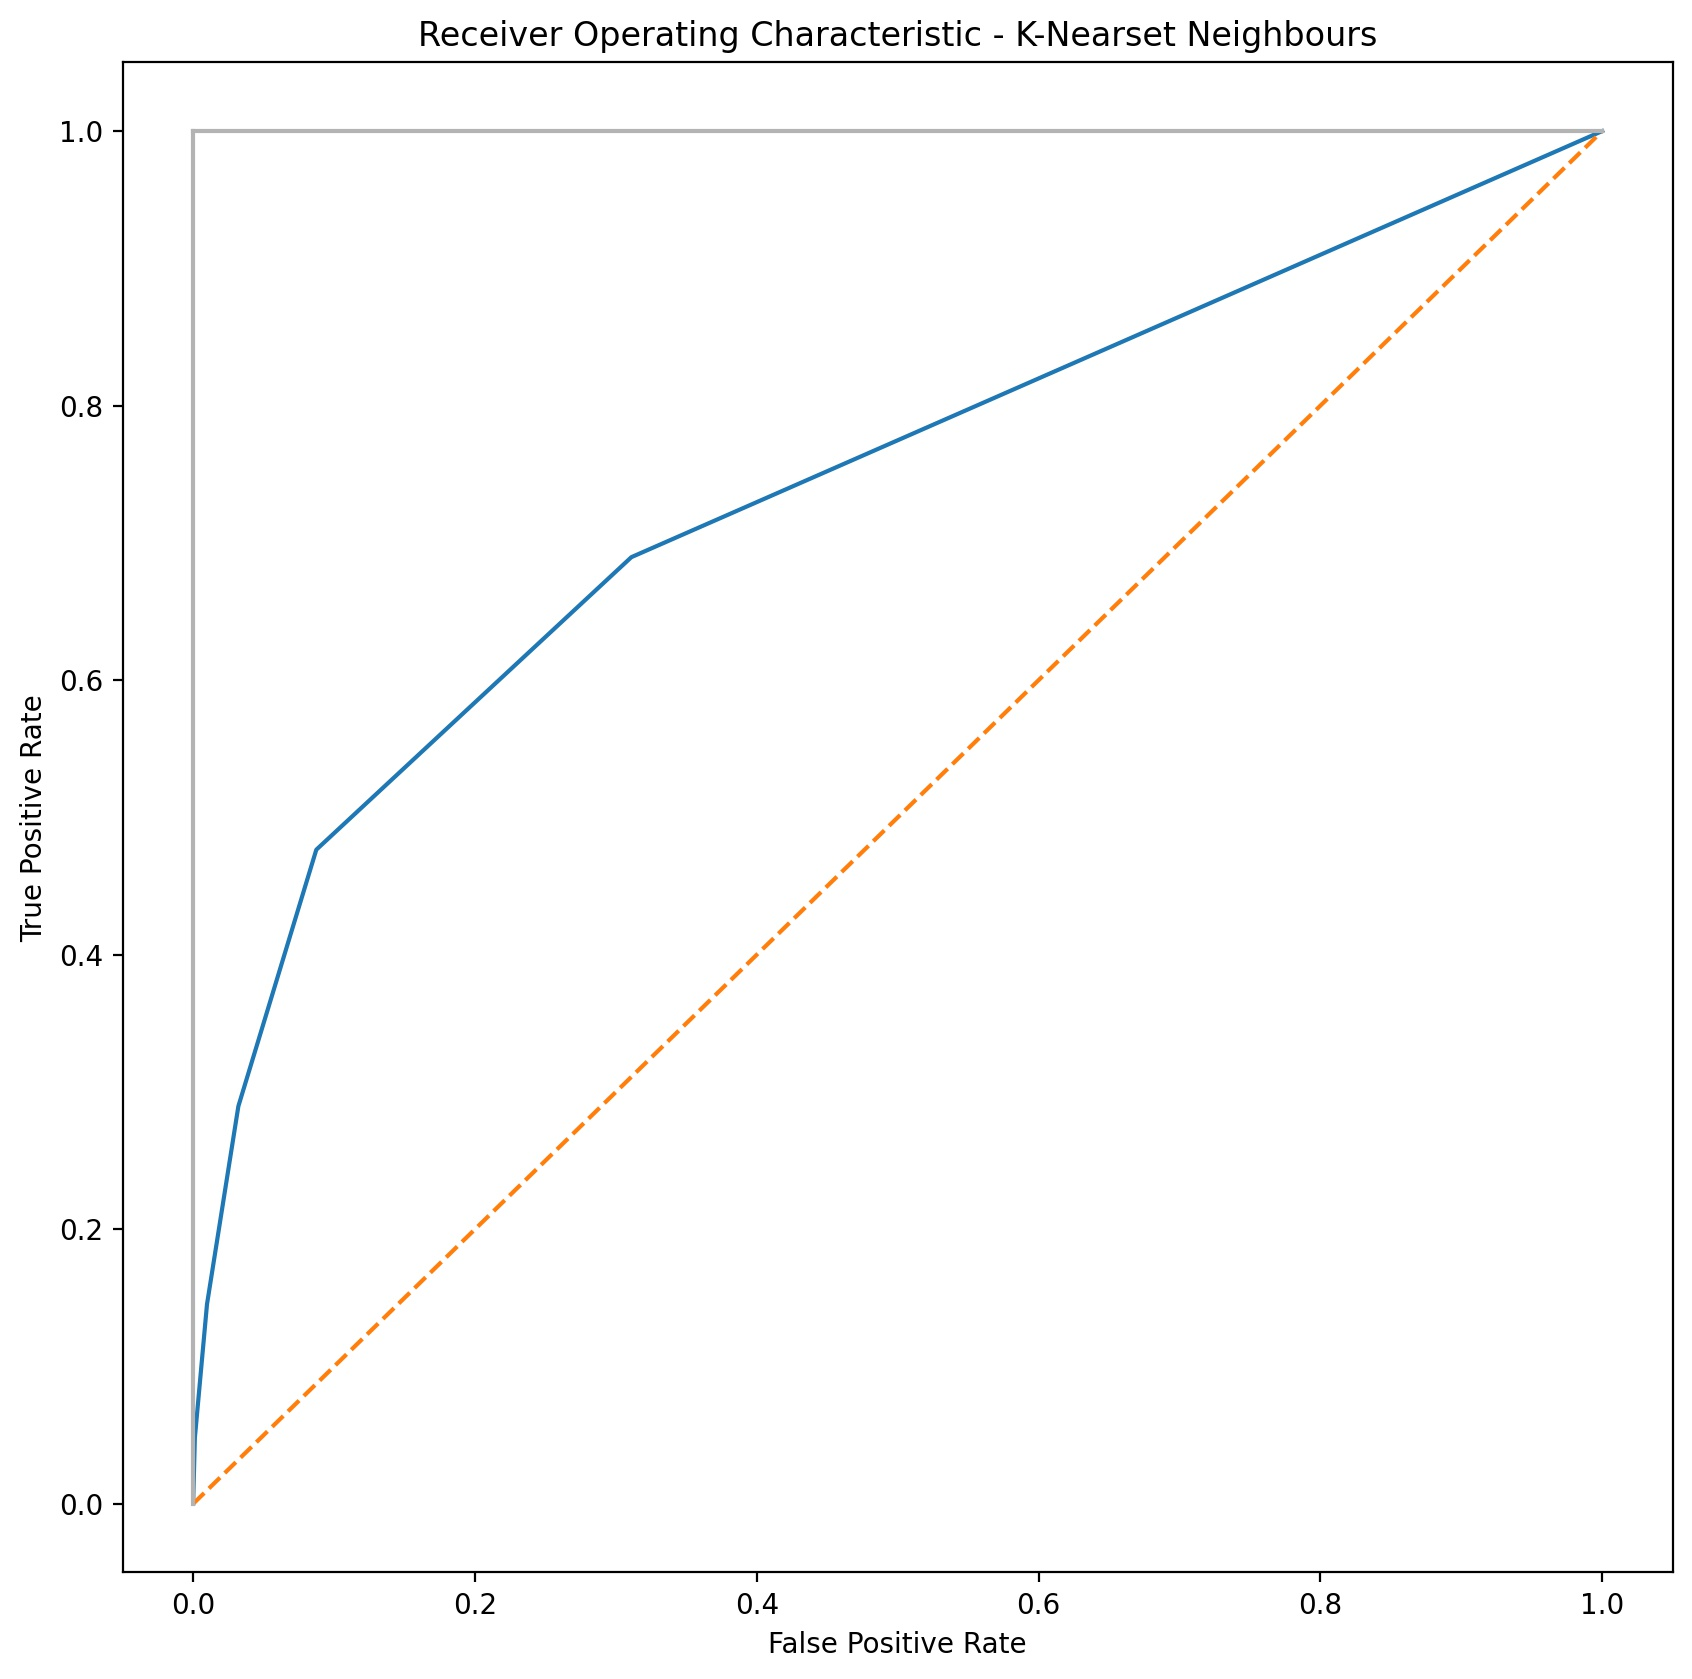 Receiver Operating Characteristic - K-Nearset Neighbours
1.0
0.8
0.6
0.4
0.2
0.0
True Positive Rate
0.0 0.2 0.4 0.6 0.8 1.0
False Positive Rate